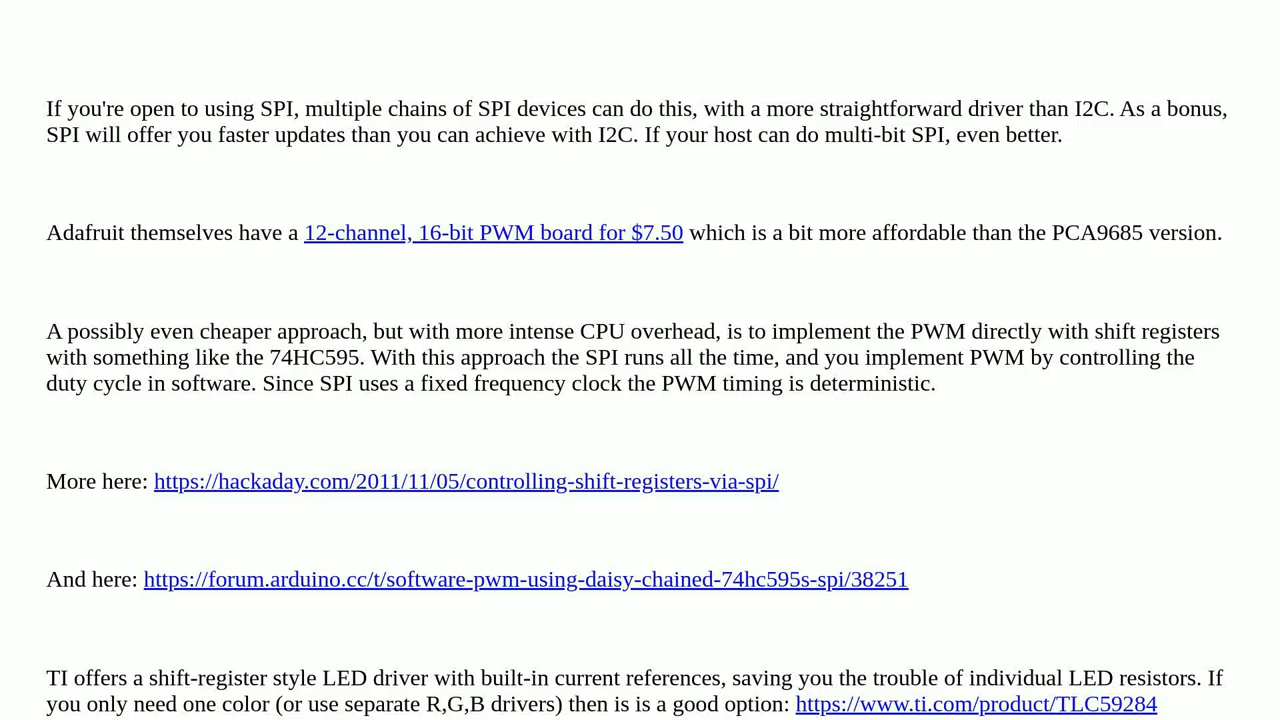 If you're open to using SPI, multiple chains of SPI devices can do this, with a more straightforward driver than I2C. As a bonus,
SPI will offer you faster updates than you can achieve with I2C. If your host can do multi-bit SPI, even better.
Adafruit themselves have a 12-channel, 16-bit PWM board for $7.50 which is a bit more affordable than the PCA9685 version.
A possibly even cheaper approach, but with more intense CPU overhead, is to implement the PWM directly with shift registers
with something like the 74HC595. With this approach the SPI runs all the time, and you implement PWM by controlling the
duty cycle in software. Since SPI uses a fixed frequency clock the PWM timing is deterministic.
More here: https://hackaday.com/2011/11/05/controlling-shift-registers-via-spi/
And here: https://forum.arduino.cc/t/software-pwm-using-daisy-chained-74hc595s-spi/38251
TI offers a shift-register style LED driver with built-in current references, saving you the trouble of individual LED resistors. If
you only need one color (or use separate R,G,B drivers) then is is a good option: https://www.ti.com/product/TLC59284